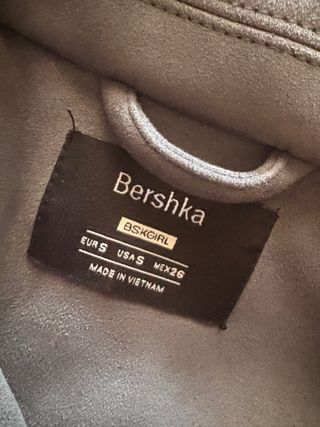 Bershka
BSKGIRL
EUR S USA S MEX 26
MADE IN VIETNAM